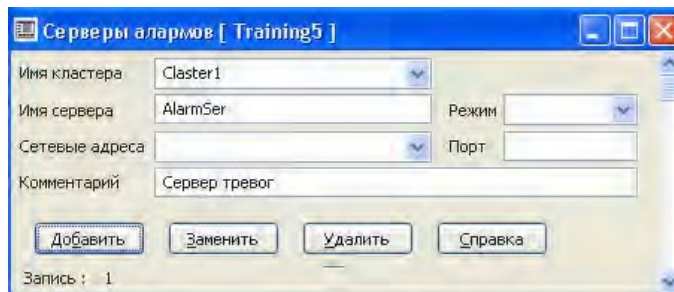 Серверы алармов [ Training5 ]
Имя кластера Claster1
Имя сервера AlarmSer Режим
Сетевые адреса Порт
Комментарий Сервер тревог
Добавить Заменить Удалить Справка
Запись : 1